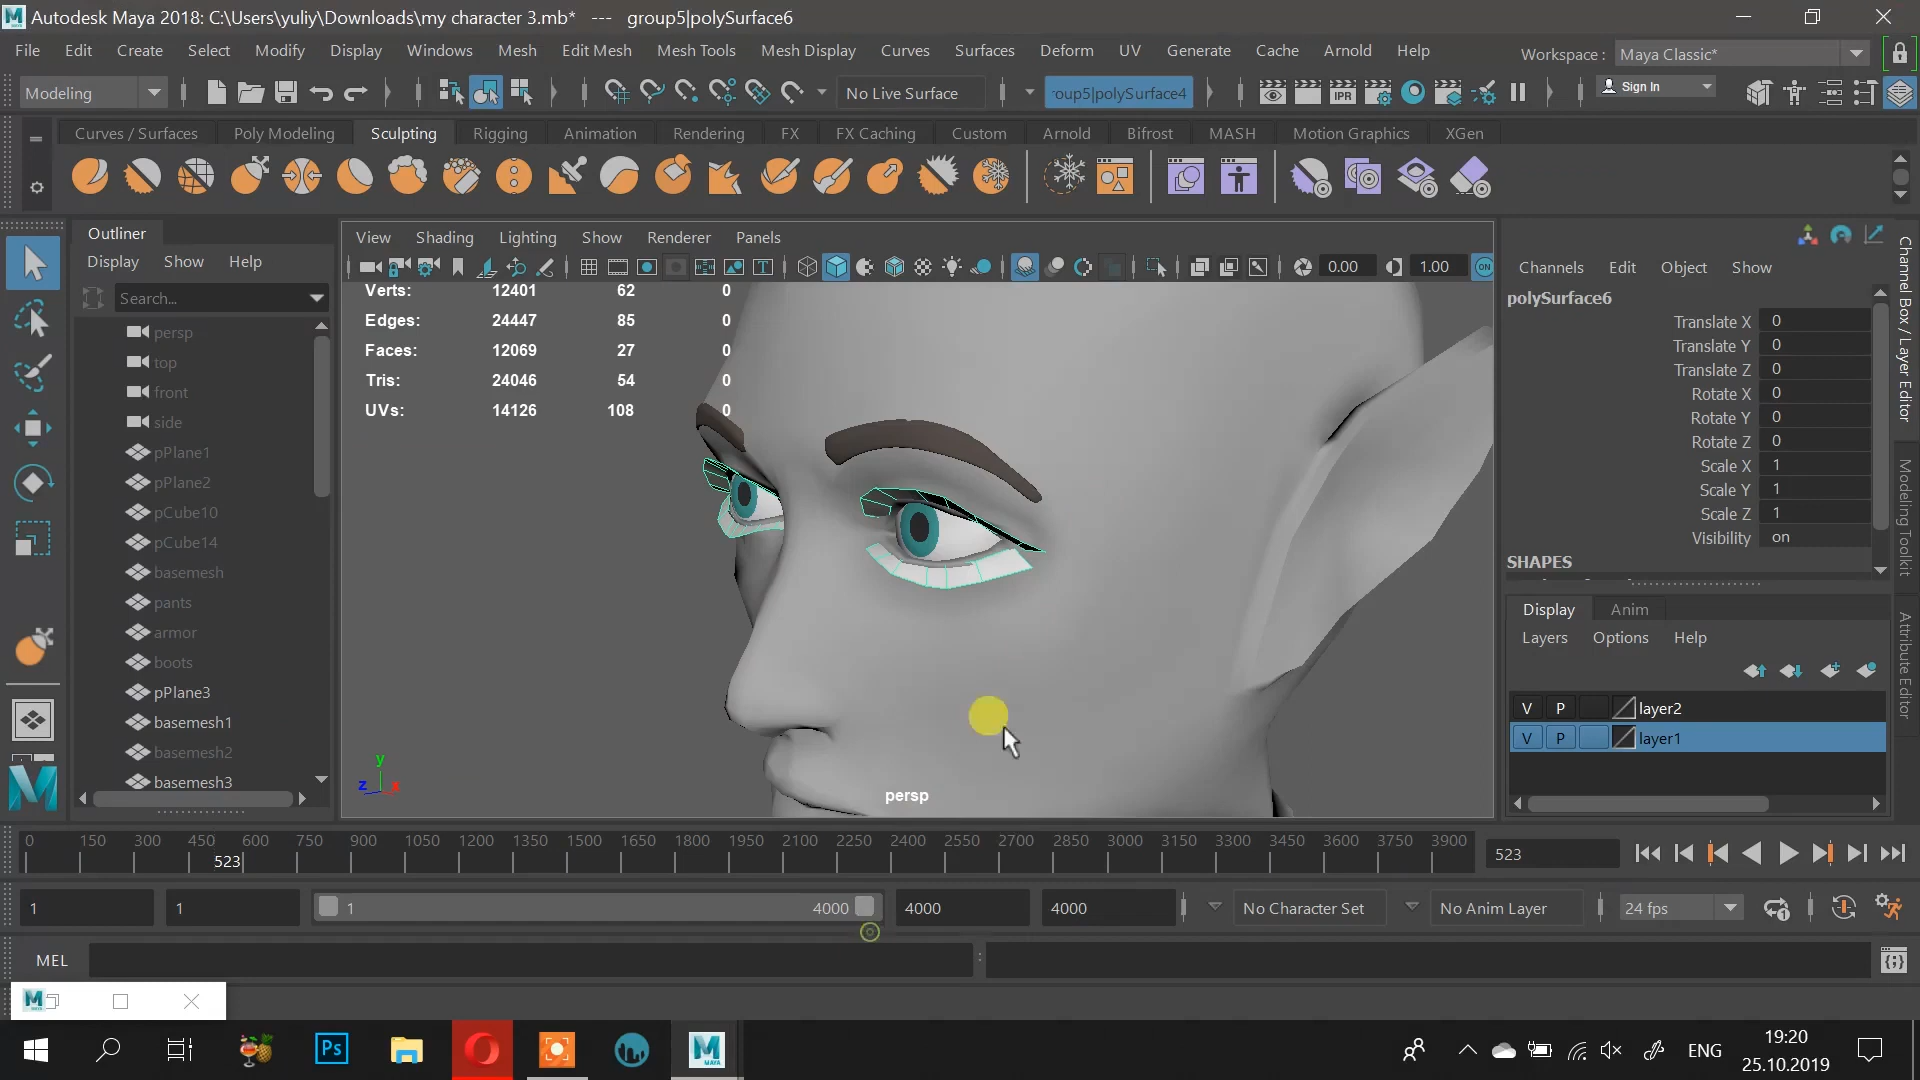 Autodesk Maya 2018: C:\Users\yuliy\Downloads\my character 3.mb* --- group5|polySurface6
File Edit Create Select Modify Display Windows Mesh Edit Mesh Mesh Tools Mesh Display Curves Surfaces Deform UV Generate Cache Arnold Help
Workspace : Maya Classic*
Modeling
No Live Surface
roup5|polySurface4
IPR
Sign In
Curves / Surfaces Poly Modeling Sculpting Rigging Animation Rendering FX FX Caching Custom Arnold Bifrost MASH Motion Graphics XGen
Outliner
Display Show Help
Search...
persp
top
front
side
pPlane1
pPlane2
pCube10
pCube14
basemesh
pants
armor
boots
pPlane3
basemesh1
basemesh2
basemesh3
View Shading Lighting Show Renderer Panels
0.00 1.00 ON
Verts: 12401 62 0
Edges: 24447 85 0
Faces: 12069 27 0
Tris: 24046 54 0
UVs: 14126 108 0
y
z x
persp
Channels Edit Object Show
polySurface6
Translate X 0
Translate Y 0
Translate Z 0
Rotate X 0
Rotate Y 0
Rotate Z 0
Scale X 1
Scale Y 1
Scale Z 1
Visibility on
SHAPES
Display Anim
Layers Options Help
V P layer2
V P layer1
Channel Box / Layer Editor
Modeling Toolkit
Attribute Editor
0 150 300 450 600 750 900 1050 1200 1350 1500 1650 1800 1950 2100 2250 2400 2550 2700 2850 3000 3150 3300 3450 3600 3750 3900
523
523
1 1 1 4000 4000 4000 No Character Set No Anim Layer 24 fps
MEL
M
Ps
MAYA
ENG
19:20
25.10.2019